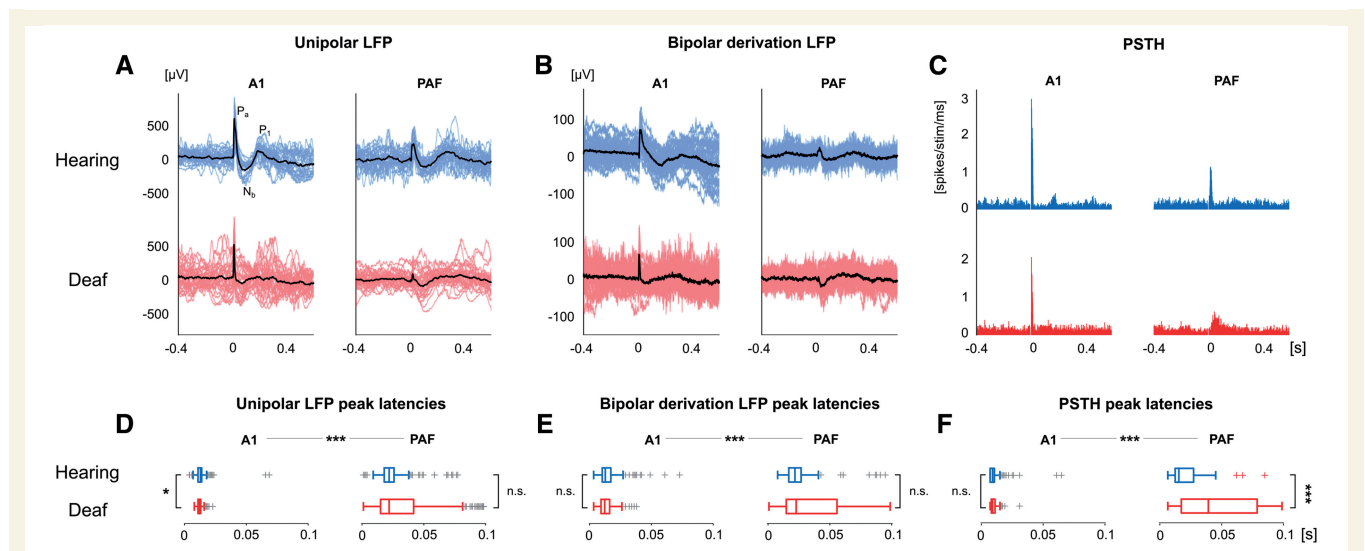 Unipolar LFP
Bipolar derivation LFP
PSTH
A
[µV]
A1
PAF
B
[µV]
A1
PAF
C
A1
PAF
Hearing
500
0
-500
Pa
P1
Nb
100
0
-100
[spikes/stim/ms]
3
2
1
0
Deaf
500
0
-500
100
0
-100
2
1
0
-0.4 0 0.4 -0.4 0 0.4
-0.4 0 0.4 -0.4 0 0.4
-0.4 0 0.4 -0.4 0 0.4 [s]
D
Unipolar LFP peak latencies
A1 *** PAF
Hearing
Deaf
*
n.s.
0 0.05 0.1 0 0.05 0.1
E
Bipolar derivation LFP peak latencies
A1 *** PAF
n.s.
n.s.
0 0.05 0.1 0 0.05 0.1
F
PSTH peak latencies
A1 *** PAF
n.s.
***
0 0.05 0.1 0 0.05 0.1 [s]